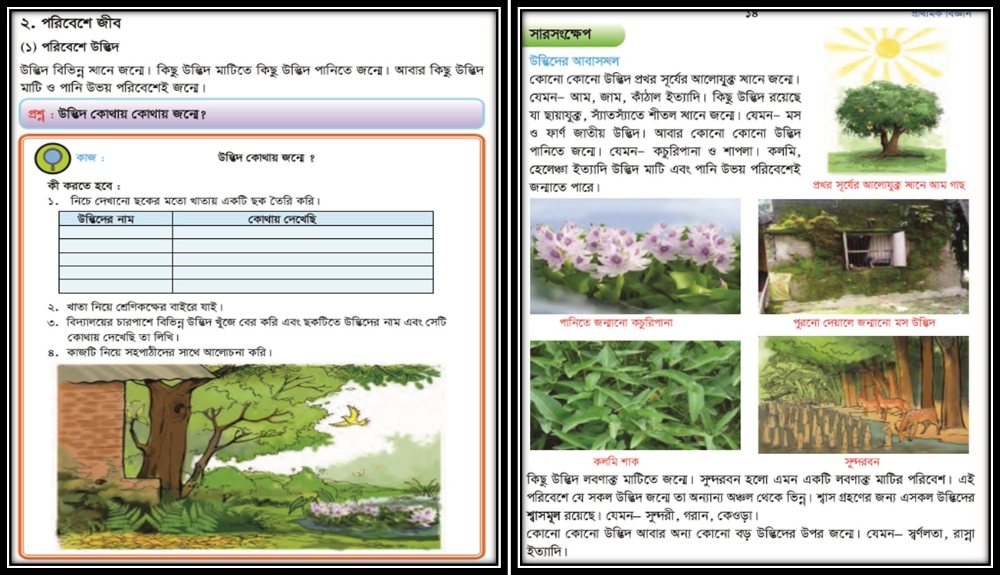 ২. পরিবেশে জীব
(১) পরিবেশে উদ্ভিদ
উদ্ভিদ বিভিন্ন স্থানে জন্মে। কিছু উদ্ভিদ মাটিতে কিছু উদ্ভিদ পানিতে জন্মে। আবার কিছু উদ্ভিদ
মাটি ও পানি উভয় পরিবেশেই জন্মে।
প্রশ্ন : উদ্ভিদ কোথায় কোথায় জন্মে?
কাজ : উদ্ভিদ কোথায় জন্মে ?
কী করতে হবে :
১. নিচে দেখানো ছকের মতো খাতায় একটি ছক তৈরি করি।
উদ্ভিদের নাম কোথায় দেখেছি
২. খাতা নিয়ে শ্রেণিকক্ষের বাইরে যাই।
৩. বিদ্যালয়ের চারপাশে বিভিন্ন উদ্ভিদ খুঁজে বের করি এবং ছকটিতে উদ্ভিদের নাম এবং সেটি
কোথায় দেখেছি তা লিখি।
৪. কাজটি নিয়ে সহপাঠীদের সাথে আলোচনা করি।
১৪ প্রাথমিক বিজ্ঞান
সারসংক্ষেপ
উদ্ভিদের আবাসস্থল
কোনো কোনো উদ্ভিদ প্রখর সূর্যের আলোযুক্ত স্থানে জন্মে।
যেমন– আম, জাম, কাঁঠাল ইত্যাদি। কিছু উদ্ভিদ রয়েছে
যা ছায়াযুক্ত, স্যাঁতস্যাঁতে শীতল স্থানে জন্মে। যেমন– মস
ও ফার্ণ জাতীয় উদ্ভিদ। আবার কোনো কোনো উদ্ভিদ
পানিতে জন্মে। যেমন– কচুরিপানা ও শাপলা। কলমি,
হেলেঞ্চা ইত্যাদি উদ্ভিদ মাটি এবং পানি উভয় পরিবেশেই
জন্মাতে পারে।
প্রখর সূর্যের আলোযুক্ত স্থানে আম গাছ
পানিতে জন্মানো কচুরিপানা
পুরনো দেয়ালে জন্মানো মস উদ্ভিদ
কলমি শাক
সুন্দরবন
কিছু উদ্ভিদ লবণাক্ত মাটিতে জন্মে। সুন্দরবন হলো এমন একটি লবণাক্ত মাটির পরিবেশ। এই
পরিবেশে যে সকল উদ্ভিদ জন্মে তা অন্যান্য অঞ্চল থেকে ভিন্ন। শ্বাস গ্রহণের জন্য এসকল উদ্ভিদের
শ্বাসমূল রয়েছে। যেমন– সুন্দরী, গরান, কেওড়া।
কোনো কোনো উদ্ভিদ আবার অন্য কোনো বড় উদ্ভিদের উপর জন্মে। যেমন– স্বর্ণলতা, রাস্না
ইত্যাদি।